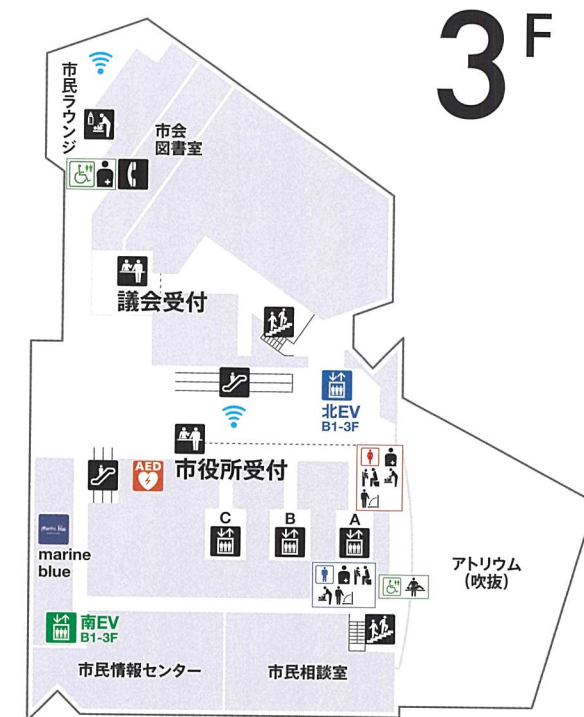 3F
市民ラウンジ
市会
図書室
議会受付
北EV
B1-3F
市役所受付
AED
C
B
A
marine
blue
アトリウム
(吹抜)
南EV
B1-3F
市民情報センター
市民相談室